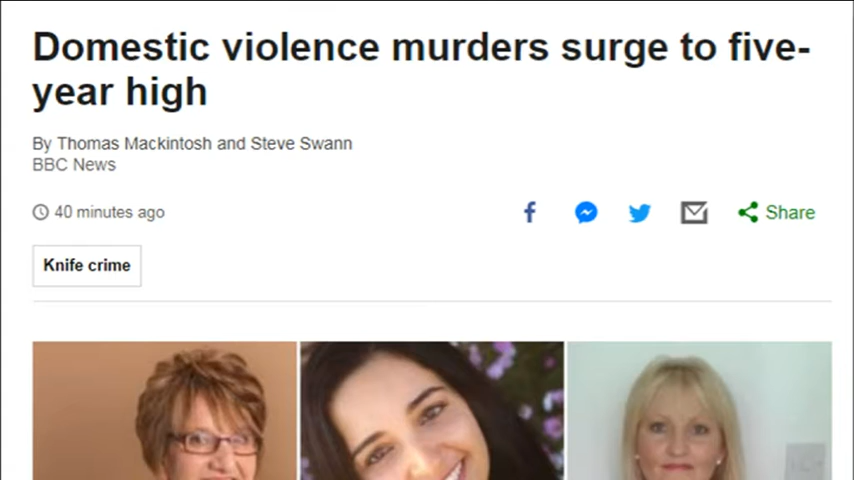 Domestic violence murders surge to five-
year high
By Thomas Mackintosh and Steve Swann
BBC News
40 minutes ago
Share
Knife crime